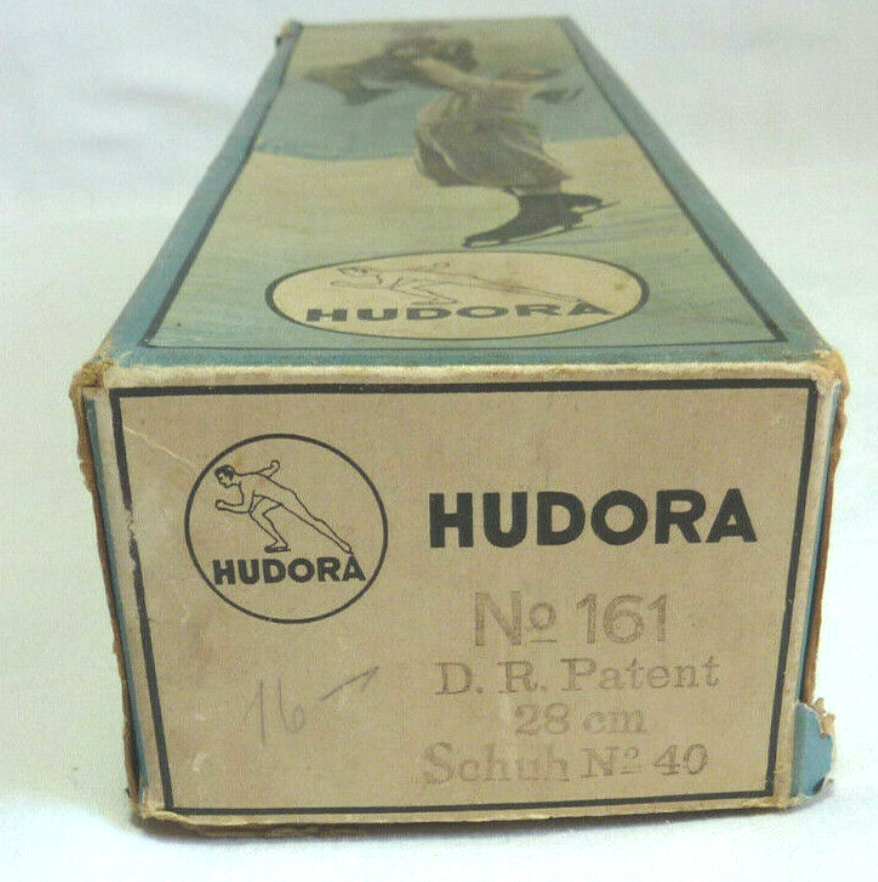 HUDORA
HUDORA
HUDORA
No 161
D. R. Patent
28 cm
Schuh No 40
16 -